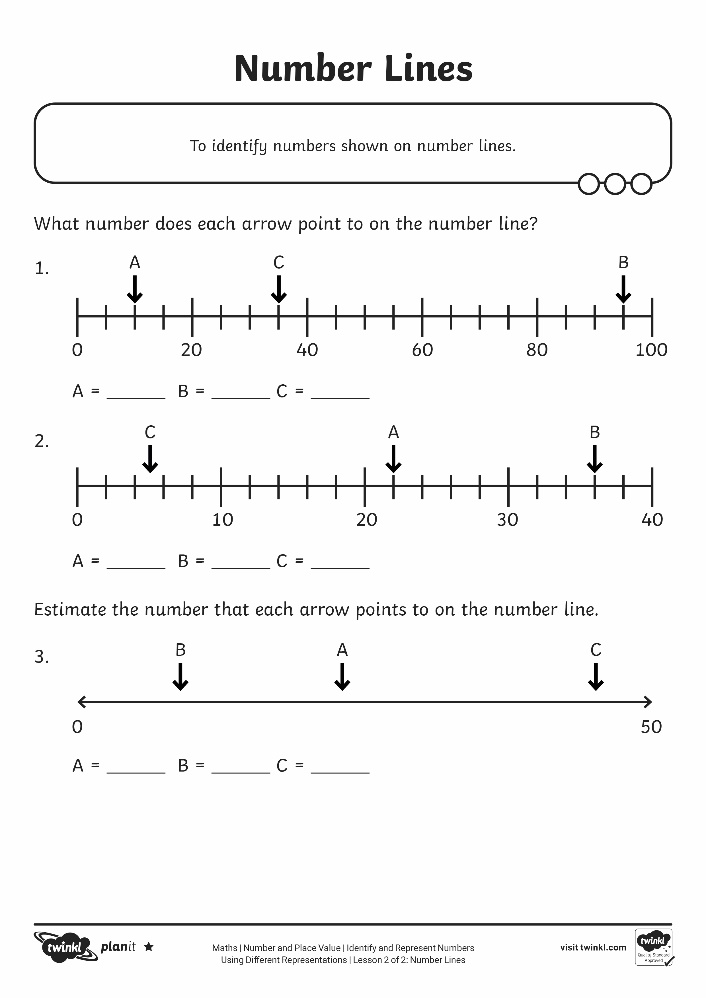 Number Lines
To identify numbers shown on number lines.
What number does each arrow point to on the number line?
1.
A C B
0 20 40 60 80 100
A = ______ B = ______ C = ______
2.
C A B
0 10 20 30 40
A = ______ B = ______ C = ______
Estimate the number that each arrow points to on the number line.
3.
B A C
0 50
A = ______ B = ______ C = ______
twinkl planit
Maths | Number and Place Value | Identify and Represent Numbers
Using Different Representations | Lesson 2 of 2: Number Lines
visit twinkl.com
twinkl
Quality Standard
Approved